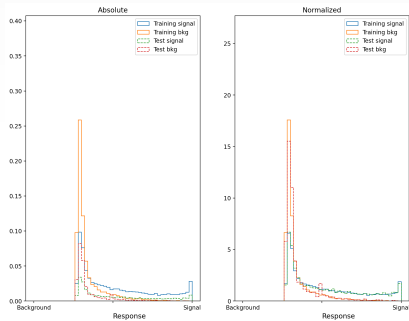 Absolute
Normalized
0.40
0.35
0.30
0.25
0.20
0.15
0.10
0.05
0.00
Training signal
Training bkg
Test signal
Test bkg
Background
Signal
Response
25
20
15
10
5
0
Training signal
Training bkg
Test signal
Test bkg
Background
Signa
Response